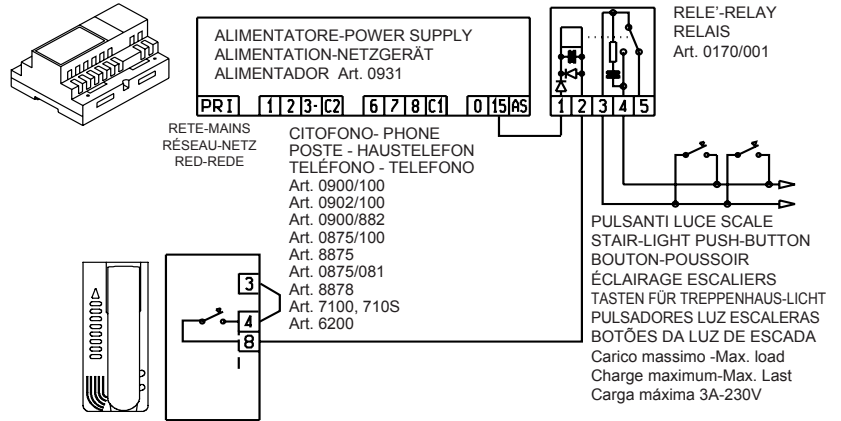 ALIMENTATORE-POWER SUPPLY
ALIMENTATION-NETZGERÄT
ALIMENTADOR Art. 0931
PRI 1 2 3- C2 6 7 8 C1 0 15 AS
RETE-MAINS
RÉSEAU-NETZ
RED-REDE
RELE'-RELAY
RELAIS
Art. 0170/001
1 2 3 4 5
CITOFONO- PHONE
POSTE - HAUSTELEFON
TELÉFONO - TELEFONO
Art. 0900/100
Art. 0902/100
Art. 0900/882
Art. 0875/100
Art. 8875
Art. 0875/081
Art. 8878
Art. 7100, 710S
Art. 6200
3
4
8
PULSANTI LUCE SCALE
STAIR-LIGHT PUSH-BUTTON
BOUTON-POUSSOIR
ÉCLAIRAGE ESCALIERS
TASTEN FÜR TREPPENHAUS-LICHT
PULSADORES LUZ ESCALERAS
BOTÕES DA LUZ DE ESCADA
Carico massimo -Max. load
Charge maximum-Max. Last
Carga máxima 3A-230V